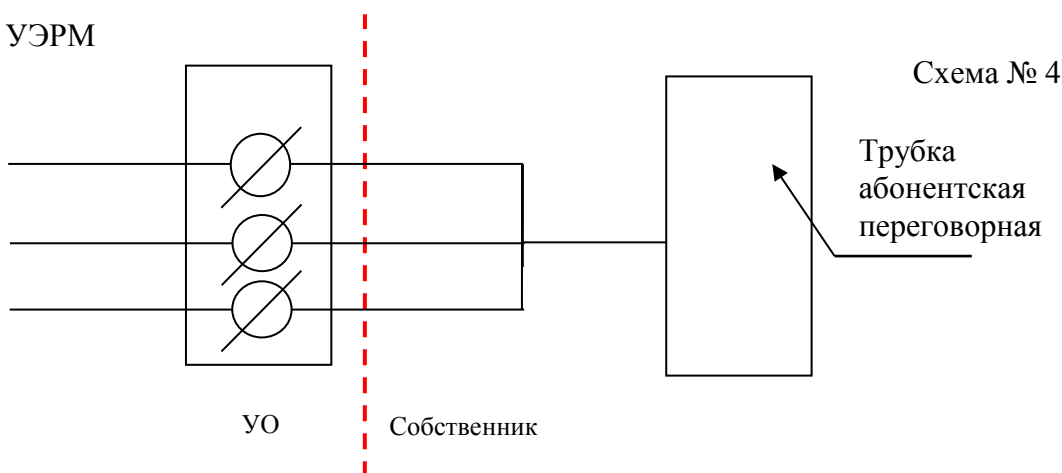 УЭРМ
Схема № 4
Трубка
абонентская
переговорная
УО
Собственник